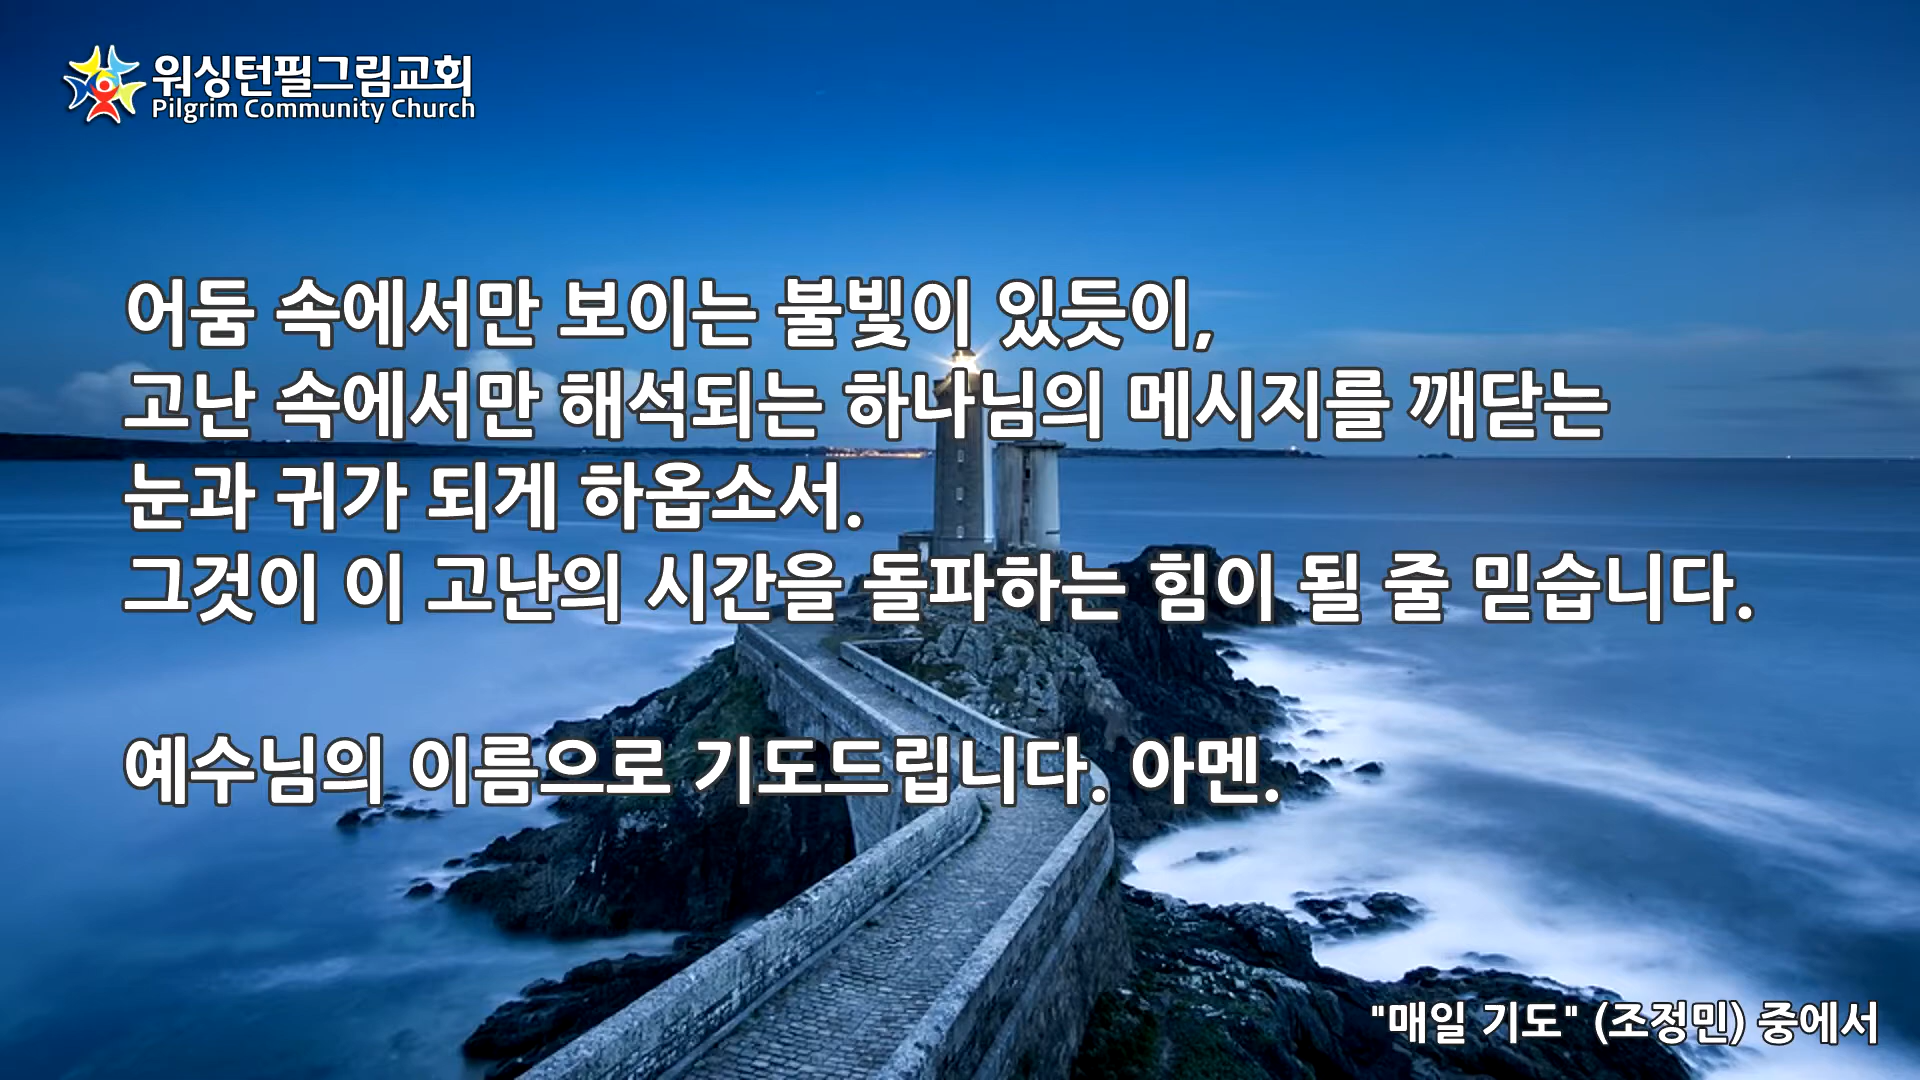 워싱턴필그림교회
Pilgrim Community Church
어둠 속에서만 보이는 불빛이 있듯이,
고난 속에서만 해석되는 하나님의 메시지를 깨닫는
눈과 귀가 되게 하옵소서.
그것이 이 고난의 시간을 돌파하는 힘이 될 줄 믿습니다.
예수님의 이름으로 기도드립니다. 아멘.
"매일 기도" (조정민) 중에서